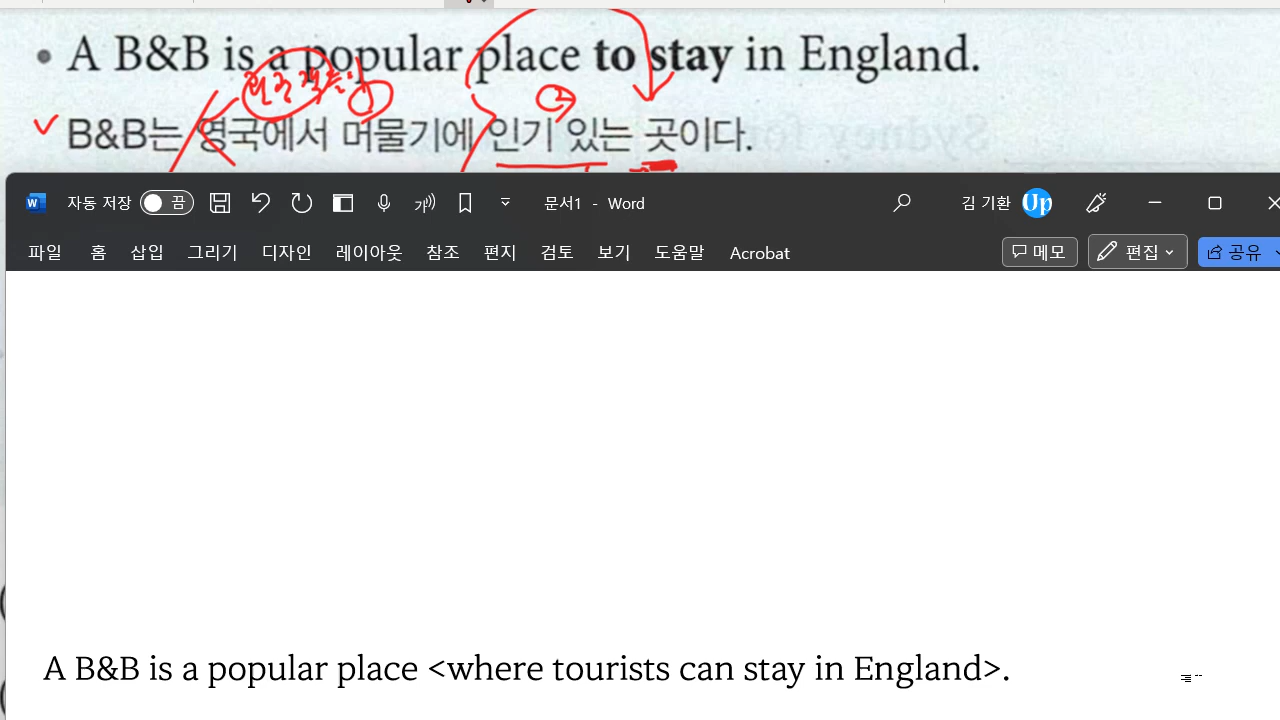 A B&B is a popular place to stay in England.
B&B는 영국에서 머물기에 인기 있는 곳이다.
자동 저장 끔 문서1 - Word 김 기환 Up
파일 홈 삽입 그리기 디자인 레이아웃 참조 편지 검토 보기 도움말 Acrobat 메모 편집 공유
A B&B is a popular place <where tourists can stay in England>.